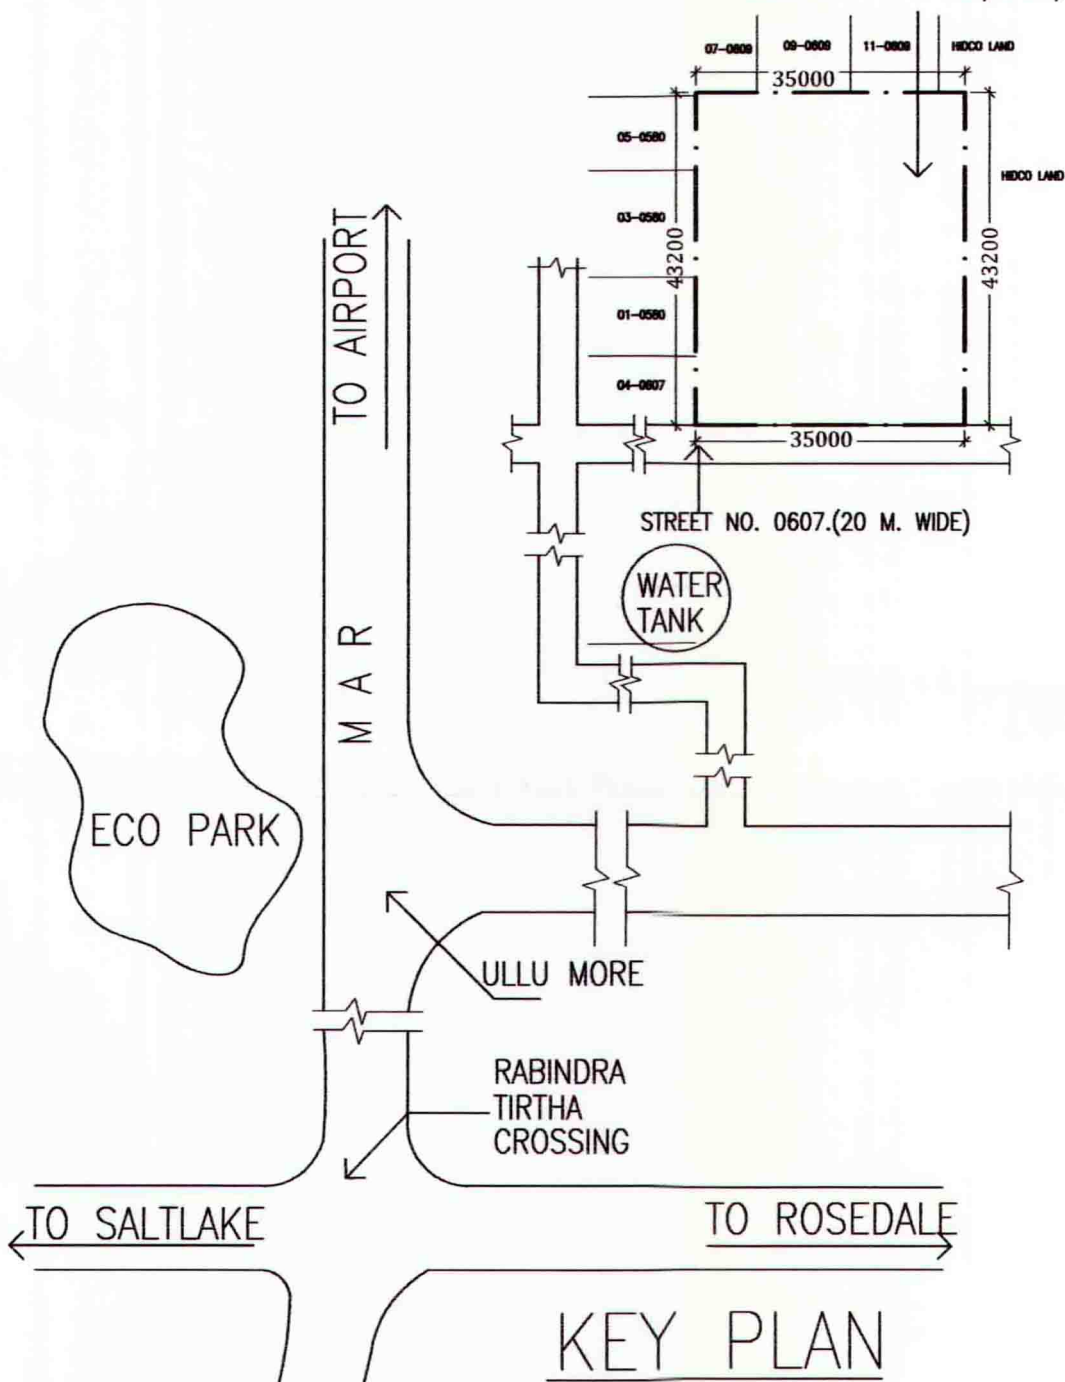 07-0609 09-0609 11-0609 HIDCO LAND
35000
05-0580
HIDCO LAND
03-0580
43200
43200
01-0580
04-0607
35000
TO AIRPORT
STREET NO. 0607.(20 M. WIDE)
WATER
TANK
MAR
ECO PARK
ULLU MORE
RABINDRA
TIRTHA
CROSSING
TO SALTLAKE
TO ROSEDALE
KEY PLAN